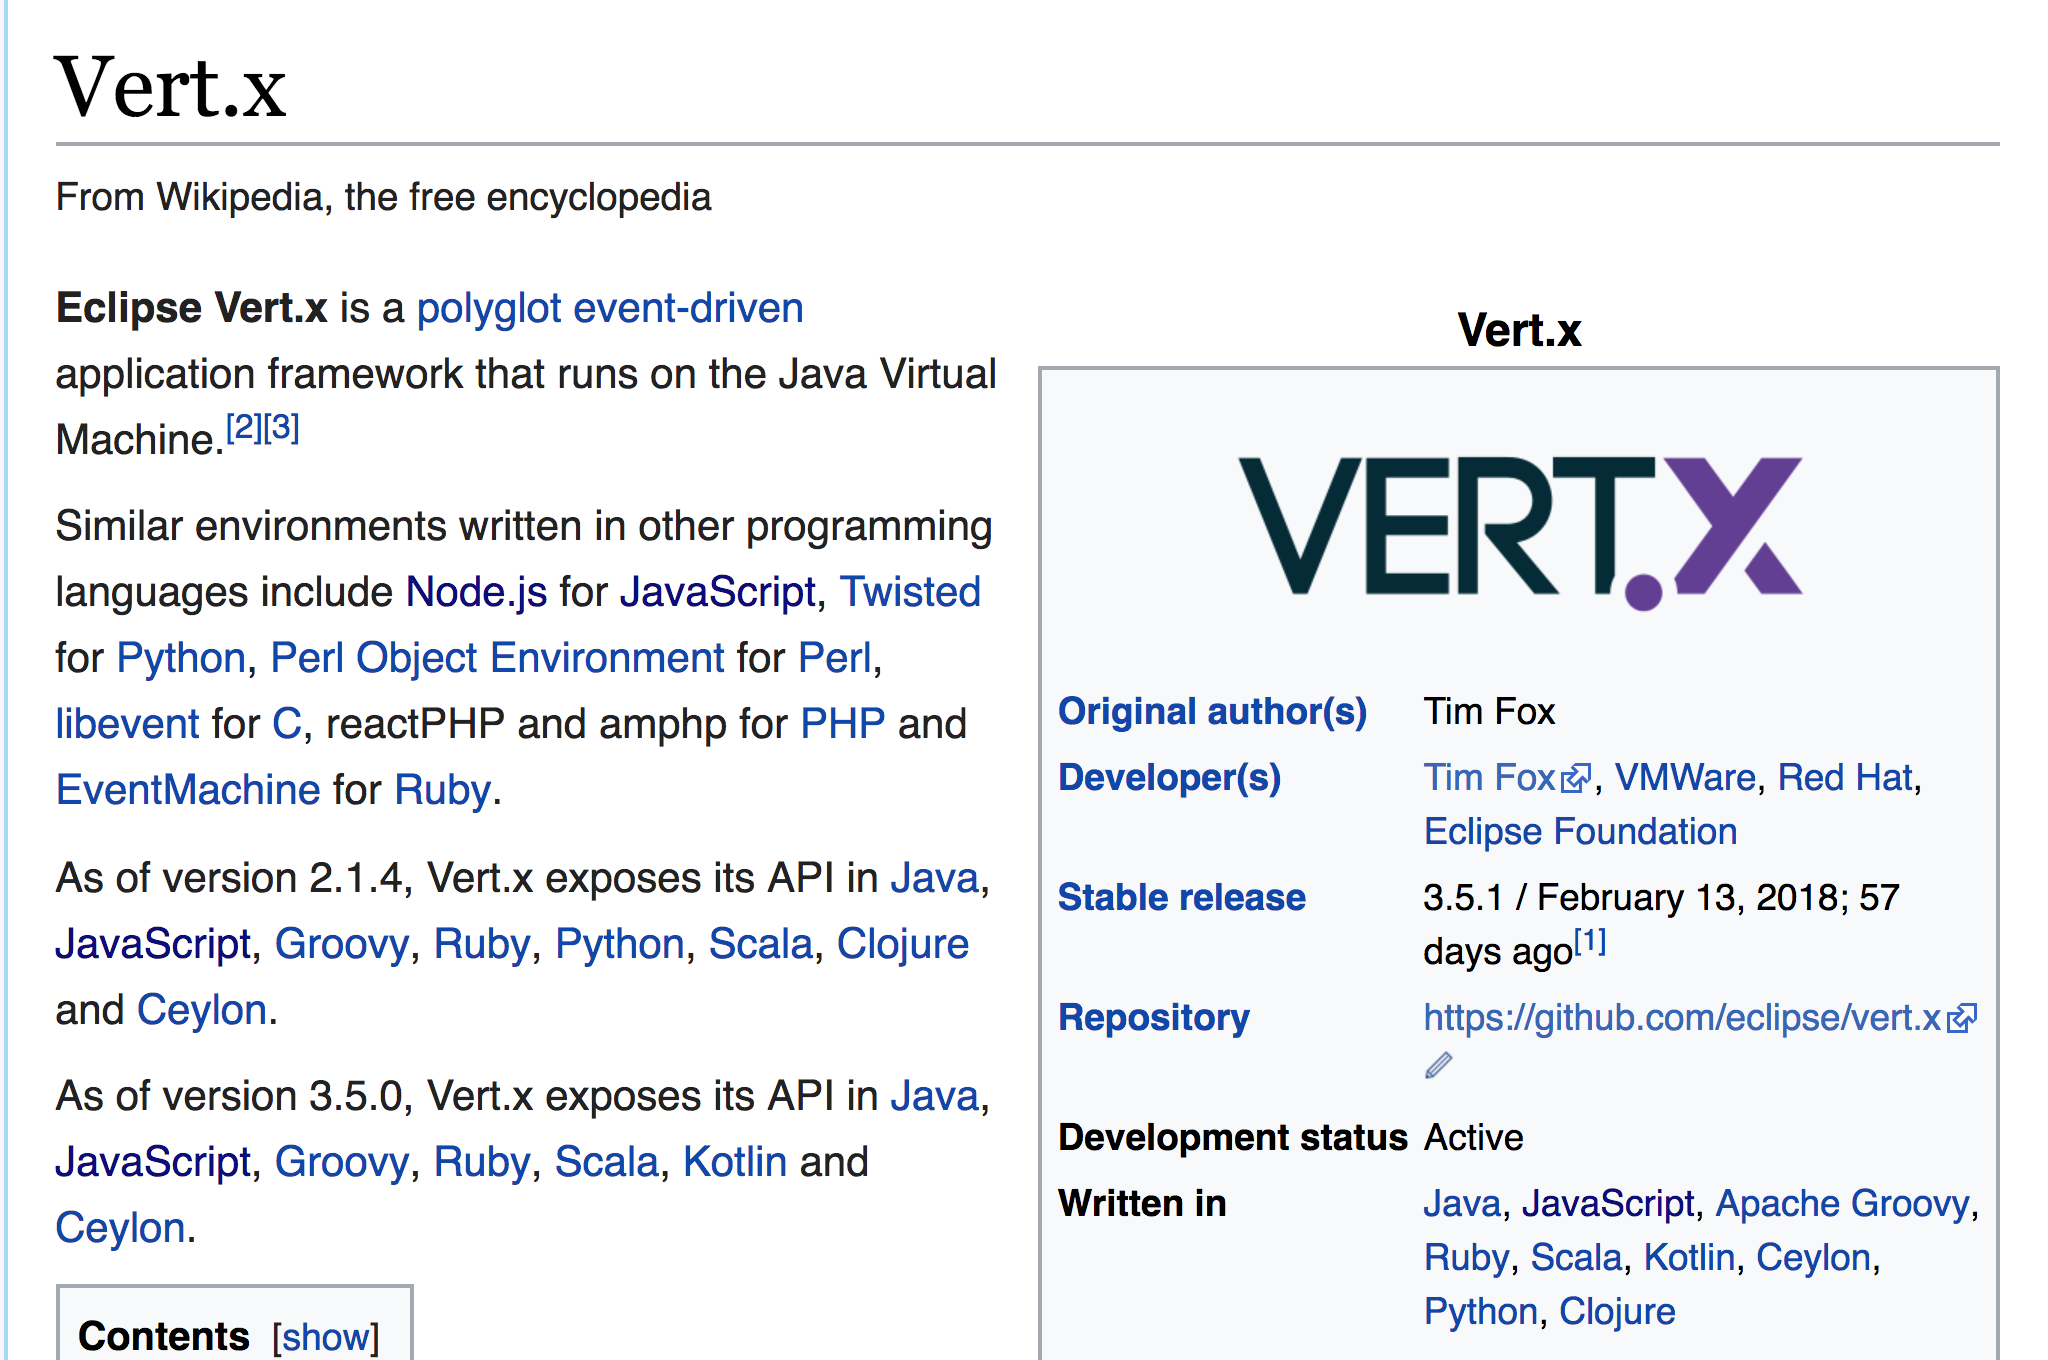 Vert.x
From Wikipedia, the free encyclopedia
Eclipse Vert.x is a polyglot event-driven
application framework that runs on the Java Virtual
Machine.[2][3]
Similar environments written in other programming
languages include Node.js for JavaScript, Twisted
for Python, Perl Object Environment for Perl,
libevent for C, reactPHP and amphp for PHP and
EventMachine for Ruby.
As of version 2.1.4, Vert.x exposes its API in Java,
JavaScript, Groovy, Ruby, Python, Scala, Clojure
and Ceylon.
As of version 3.5.0, Vert.x exposes its API in Java,
JavaScript, Groovy, Ruby, Scala, Kotlin and
Ceylon.
Contents [show]
Vert.x
VERT.X
Original author(s) Tim Fox
Developer(s) Tim Fox, VMWare, Red Hat,
Eclipse Foundation
Stable release 3.5.1 / February 13, 2018; 57
days ago[1]
Repository https://github.com/eclipse/vert.x
Development status Active
Written in Java, JavaScript, Apache Groovy,
Ruby, Scala, Kotlin, Ceylon,
Python, Clojure